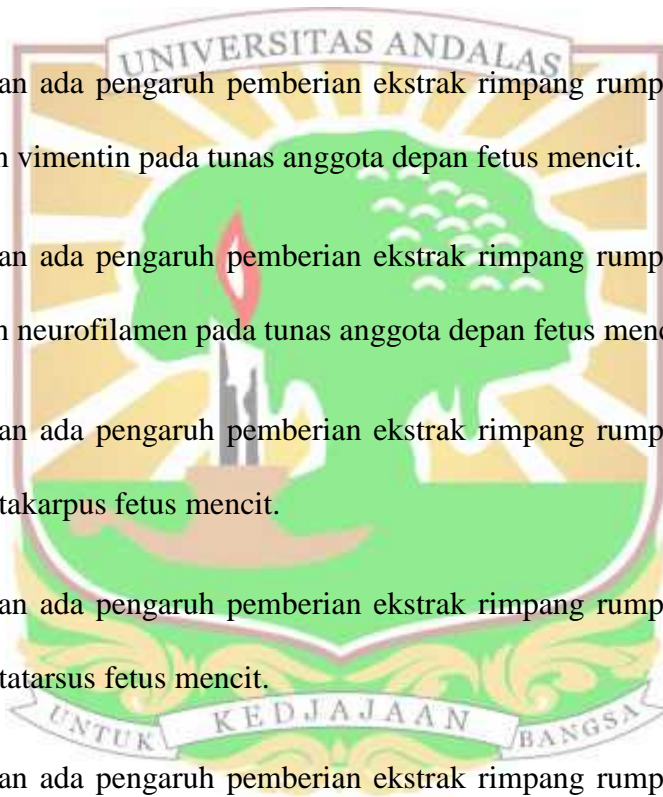 UNIVERSITAS ANDALAS
an ada pengaruh pemberian ekstrak rimpang rump
vimentin pada tunas anggota depan fetus mencit.
an ada pengaruh pemberian ekstrak rimpang rump
neurofilamen pada tunas anggota depan fetus
an ada pengaruh pemberian ekstrak rimpang rump
takarpus fetus mencit.
an ada pengaruh pemberian ekstrak rimpang rump
tatarsus fetus mencit.
UNTUK KEDJAJAAN BANGSA
an ada pengaruh pemberian ekstrak rimpang rump